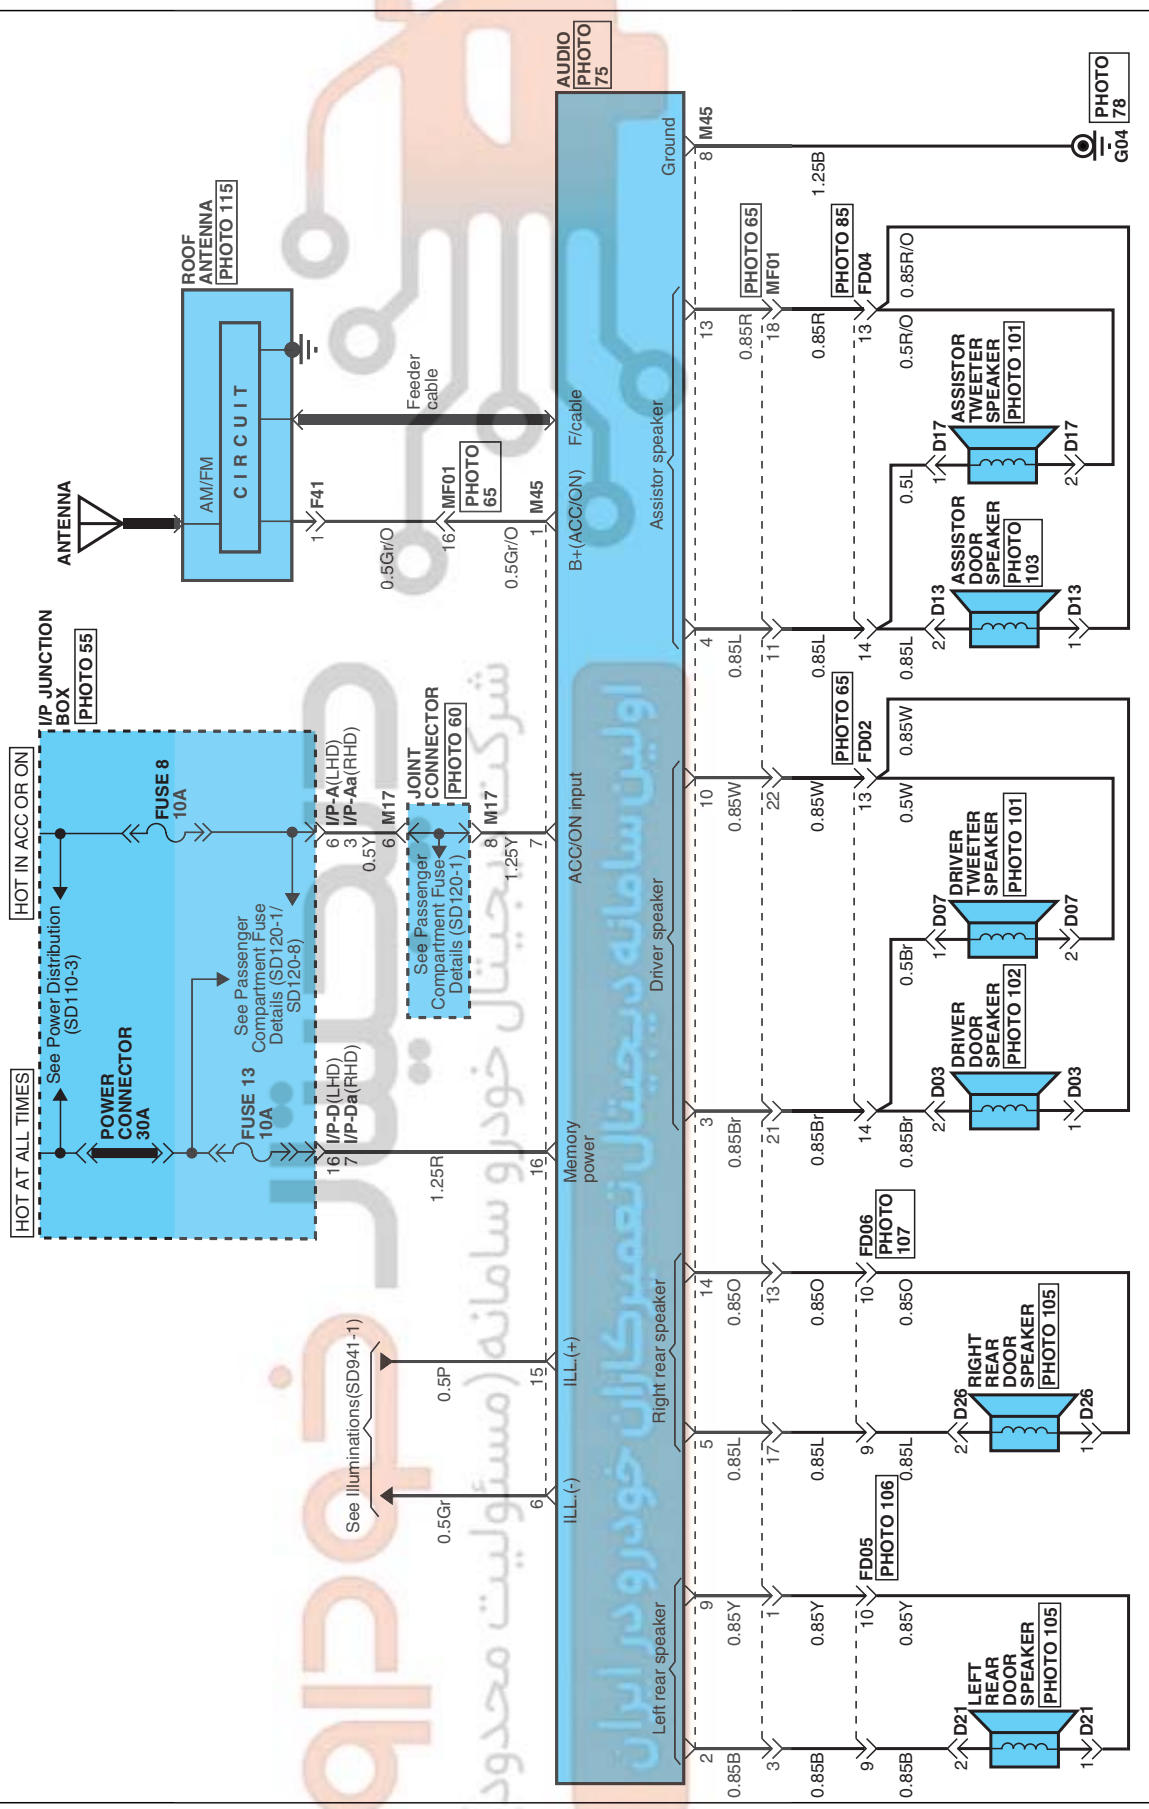 HOT AT ALL TIMES
HOT IN ACC OR ON
I/P JUNCTION
BOX
PHOTO 55
See Power Distribution
(SD110-3)
POWER
CONNECTOR
30A
FUSE 8
10A
See Passenger
Compartment Fuse
Details (SD120-1/
SD120-8)
FUSE 13
10A
16 I/P-D(LHD)
7 I/P-Da(RHD)
6 I/P-A(LHD)
3 I/P-Aa(RHD)
0.5Y
6 M17
JOINT
CONNECTOR
PHOTO 60
See Passenger
Compartment Fuse
Details (SD120-1)
8 M17
1.25Y
7
1.25R
16
See Illuminations(SD941-1)
0.5Gr
0.5P
6
15
ANTENNA
ROOF
ANTENNA
PHOTO 115
AM/FM
CIRCUIT
1 F41
0.5Gr/O
16 MF01
PHOTO
65
0.5Gr/O
1 M45
Feeder
cable
AUDIO
PHOTO
75
ILL.(-)
ILL.(+)
Memory
power
ACC/ON input
B+(ACC/ON)
F/cable
Left rear speaker
Right rear speaker
Driver speaker
Assistor speaker
Ground
اولین سامانه دیجیتال تعمیرکاران خودرو در ایران
شرکت دیجیتال خودرو سامانه (مسئولیت محدود
2
9
5
14
3
10
4
13
8 M45
0.85B
0.85Y
0.85L
0.85O
0.85Br
0.85W
0.85L
0.85R
1.25B
3
1
17
13
21
22
11
18 MF01
PHOTO 65
0.85B
0.85Y
0.85L
0.85O
0.85Br
0.85W
0.85L
0.85R
9
10 FD05
PHOTO 106
9
10 FD06
PHOTO
107
14
13 FD02
PHOTO 65
14
13 FD04
PHOTO 85
0.85B
0.85Y
0.85L
0.85O
0.85Br
0.5Br
0.5W
0.85W
0.85L
0.5L
0.5R/O
0.85R/O
2 D21
LEFT
REAR
DOOR
SPEAKER
PHOTO 105
1 D21
2 D26
RIGHT
REAR
DOOR
SPEAKER
PHOTO 105
1 D26
2 D03
DRIVER
DOOR
SPEAKER
PHOTO 102
1 D03
1 D07
DRIVER
TWEETER
SPEAKER
PHOTO 101
2 D07
2 D13
ASSISTOR
DOOR
SPEAKER
PHOTO
103
1 D13
1 D17
ASSISTOR
TWEETER
SPEAKER
PHOTO 101
2 D17
G04
PHOTO
78